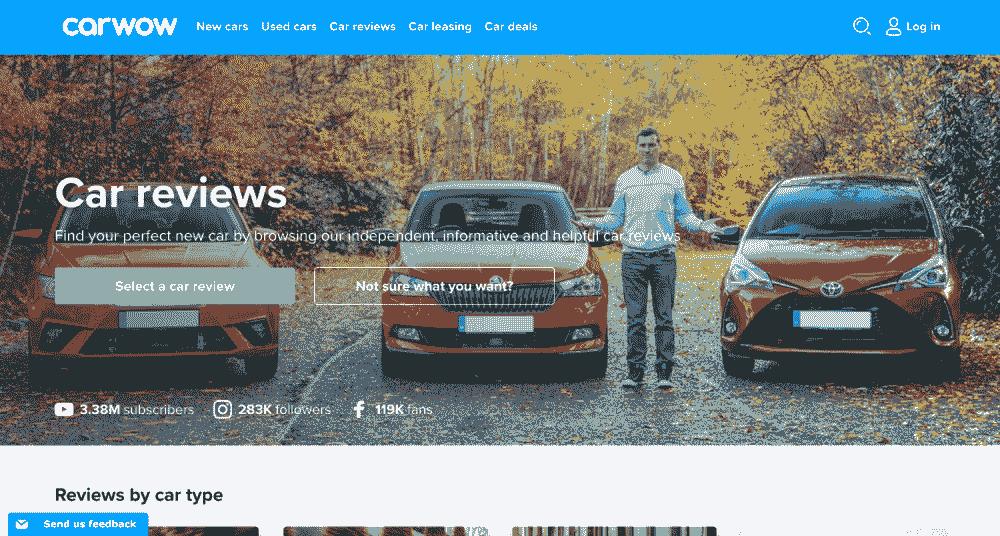 carwow New cars Used cars Car reviews Car leasing Car deals Log in
Car reviews
Find your perfect new car by browsing our independent, informative and helpful car reviews
Select a car review Not sure what you want?
3.38M subscribers 283K followers 119K fans
Reviews by car type
Send us feedback